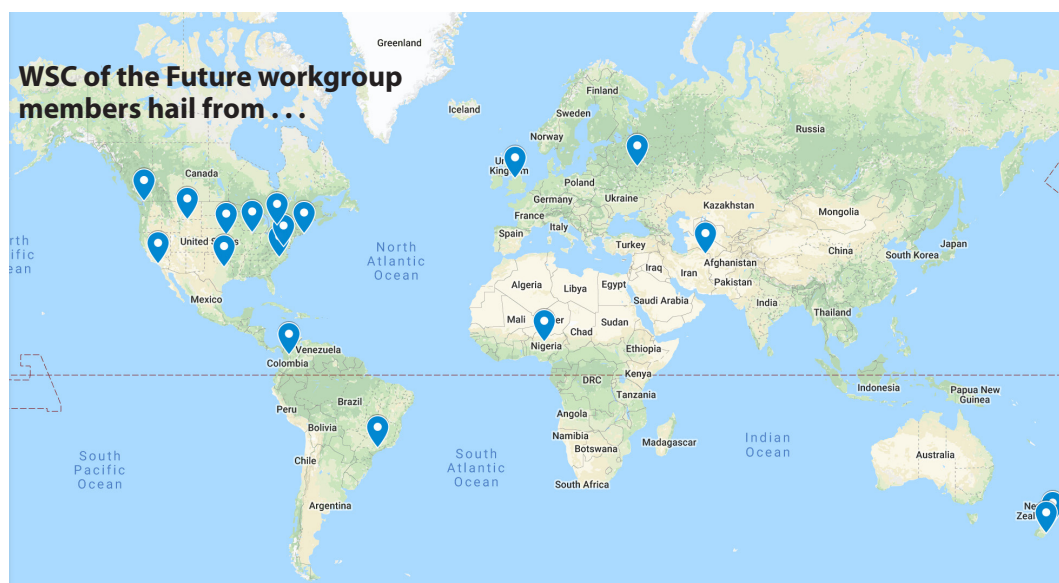 Greenland
WSC of the Future workgroup
members hail from . . .
Iceland
Finland
Sweden
Norway
Russia
Canada
United Kingdom
Poland
Germany
Ukraine
Kazakhstan
Mongolia
France
Italy
Spain
Turkey
North
Atlantic
Ocean
United States
China
Japan
South Korea
Afghanistan
Iraq
Iran
Pakistan
Algeria
Libya
Egypt
Saudi Arabia
India
Mexico
Mali
Chad
Sudan
Thailand
Nigeria
Ethiopia
Venezuela
Colombia
DRC
Kenya
Tanzania
Indonesia
Papua New
Guinea
Peru
Brazil
Bolivia
Angola
Namibia
Botswana
Madagascar
Indian
Ocean
Australia
South
Pacific
Ocean
Chile
South
Atlantic
Ocean
South Africa
Argentina